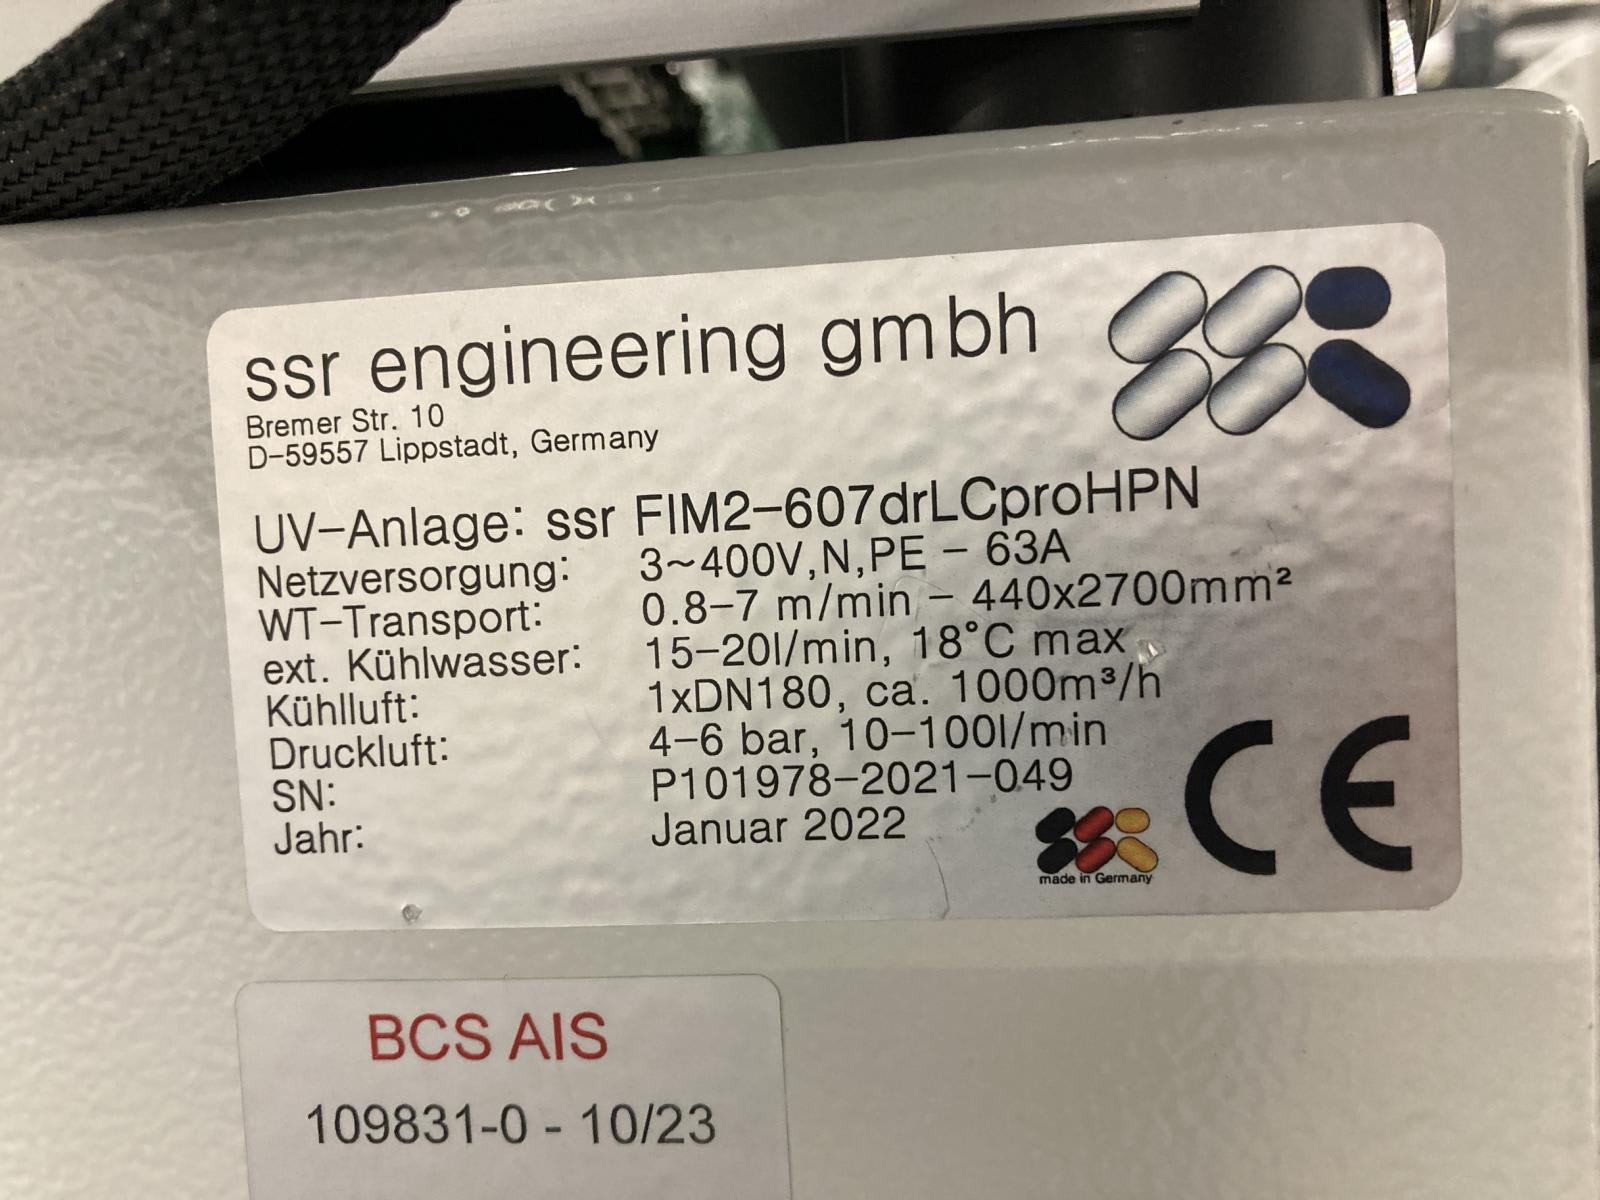 ssr engineering gmbh
Bremer Str. 10
D-59557 Lippstadt, Germany
UV-Anlage: ssr FIM2-607drLCproHPN
Netzversorgung: 3~400V,N,PE - 63A
WT-Transport: 0.8-7 m/min - 440x2700mm²
ext. Kühlwasser: 15-20l/min, 18°C max
Kühlluft: 1xDN180, ca. 1000m³/h
Druckluft: 4-6 bar, 10-100l/min
SN: P101978-2021-049
Jahr: Januar 2022
made in Germany
CE
BCS AIS
109831-0 - 10/23